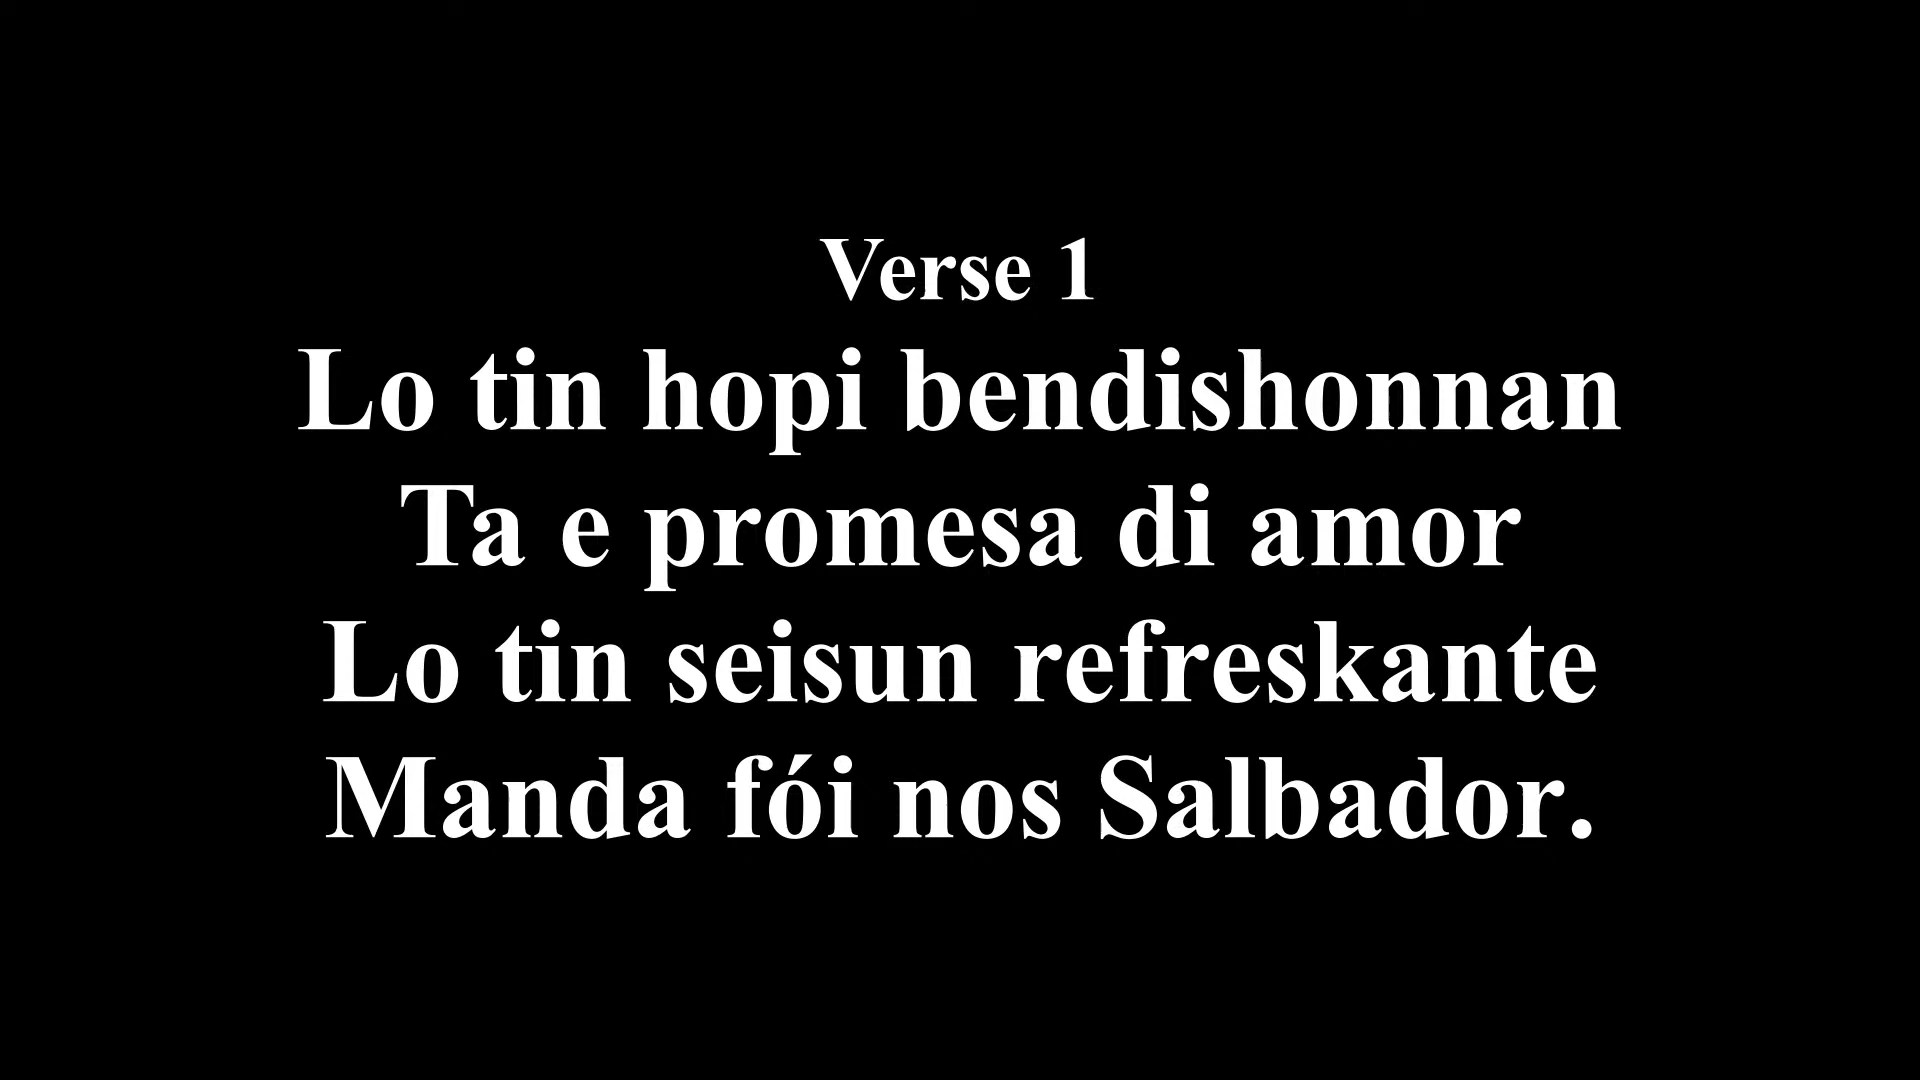 Verse 1
Lo tin hopi bendishonnan
Ta e promesa di amor
Lo tin seisun refreskante
Manda fói nos Salbador.